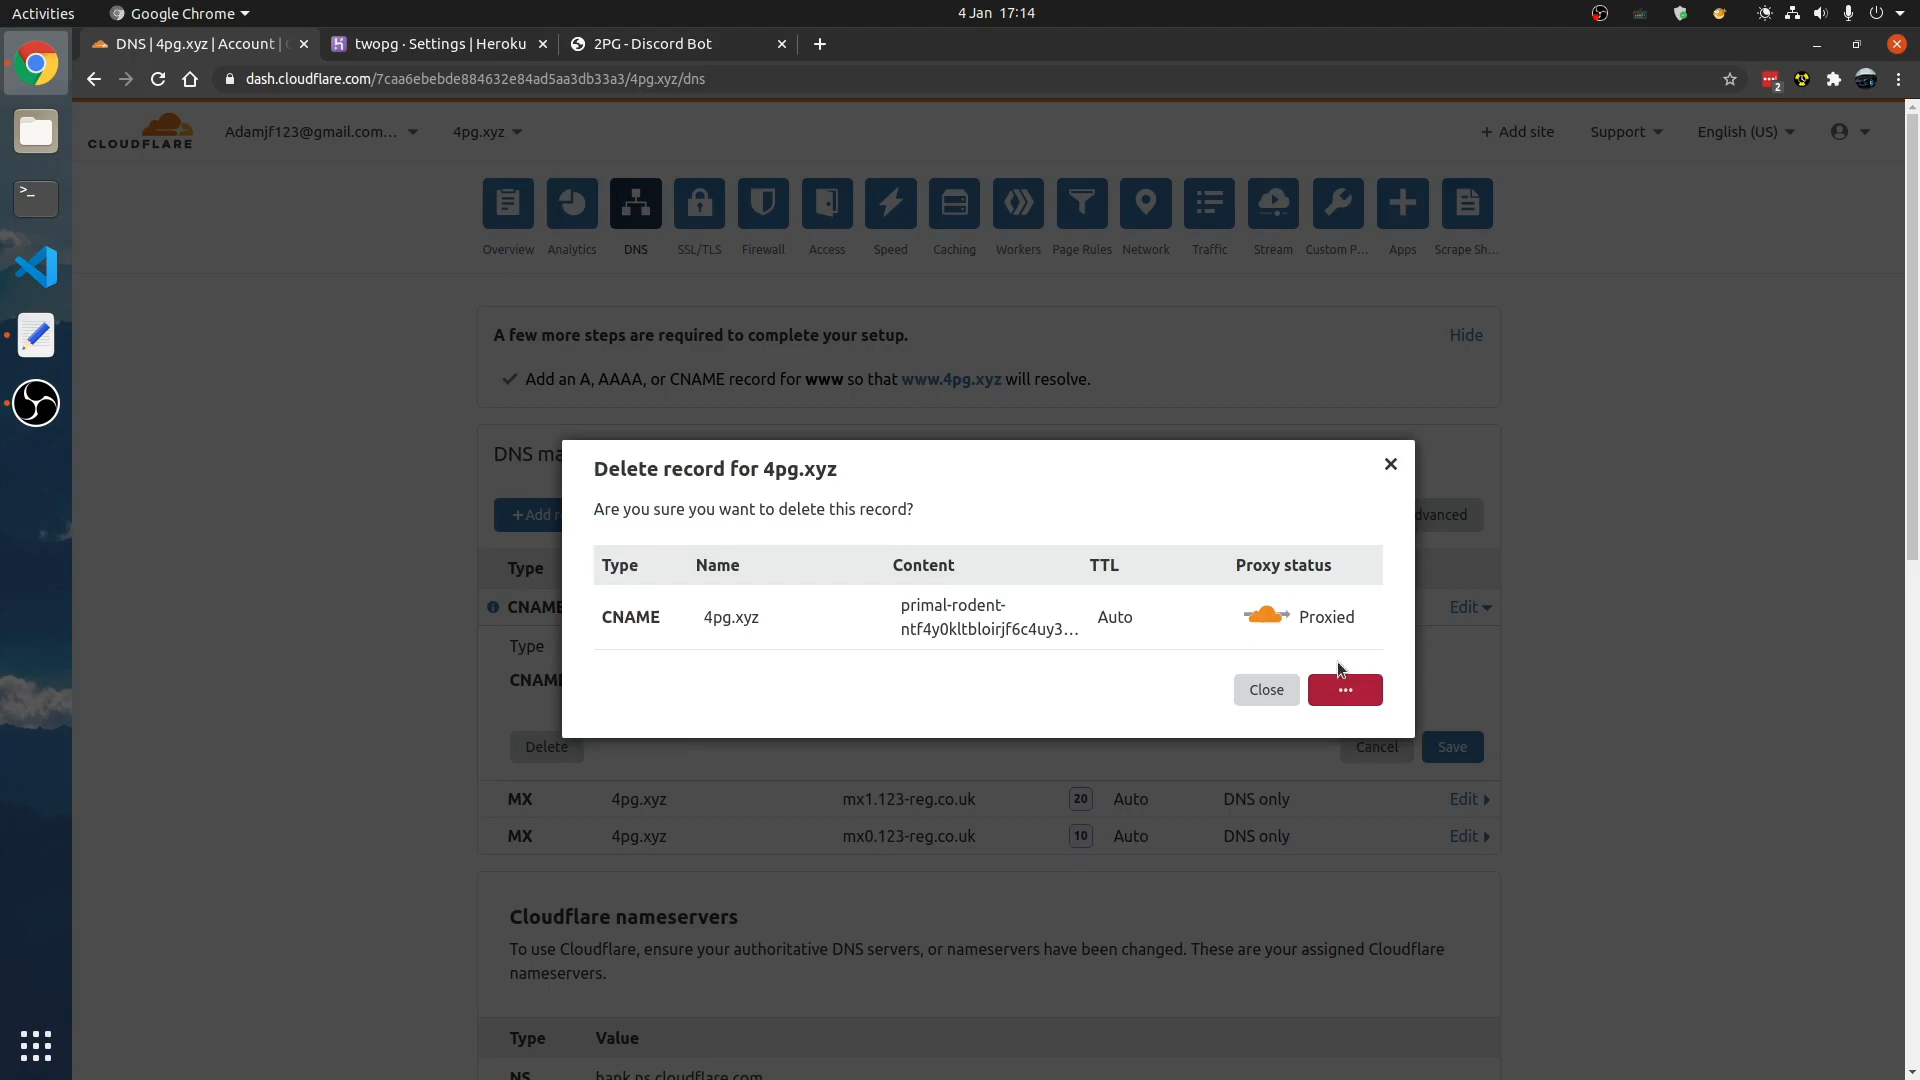 Activities
Google Chrome
4 Jan 17:14
DNS | 4pg.xyz | Account |
twopg · Settings | Heroku
2PG - Discord Bot
dash.cloudflare.com/7caa6ebebde884632e84ad5aa3db33a3/4pg.xyz/dns
2
CLOUDFLARE
Adamjf123@gmail.com...
4pg.xyz
+ Add site
Support
English (US)
Overview
Analytics
DNS
SSL/TLS
Firewall
Access
Speed
Caching
Workers
Page Rules
Network
Traffic
Stream
Custom P...
Apps
Scrape Sh...
A few more steps are required to complete your setup.
Hide
Add an A, AAAA, or CNAME record for www so that www.4pg.xyz will resolve.
DNS ma
+Add r
dvanced
Delete record for 4pg.xyz
Are you sure you want to delete this record?
Type Name Content TTL Proxy status
CNAME 4pg.xyz primal-rodent-
ntf4y0kltbloirjf6c4uy3... Auto Proxied
Close
...
Type
CNAME
Edit
Type
CNAM
Delete
Cancel
Save
MX 4pg.xyz mx1.123-reg.co.uk 20 Auto DNS only Edit
MX 4pg.xyz mx0.123-reg.co.uk 10 Auto DNS only Edit
Cloudflare nameservers
To use Cloudflare, ensure your authoritative DNS servers, or nameservers have been changed. These are your assigned Cloudflare
nameservers.
Type Value
NS hank.ns.cloudflare.com